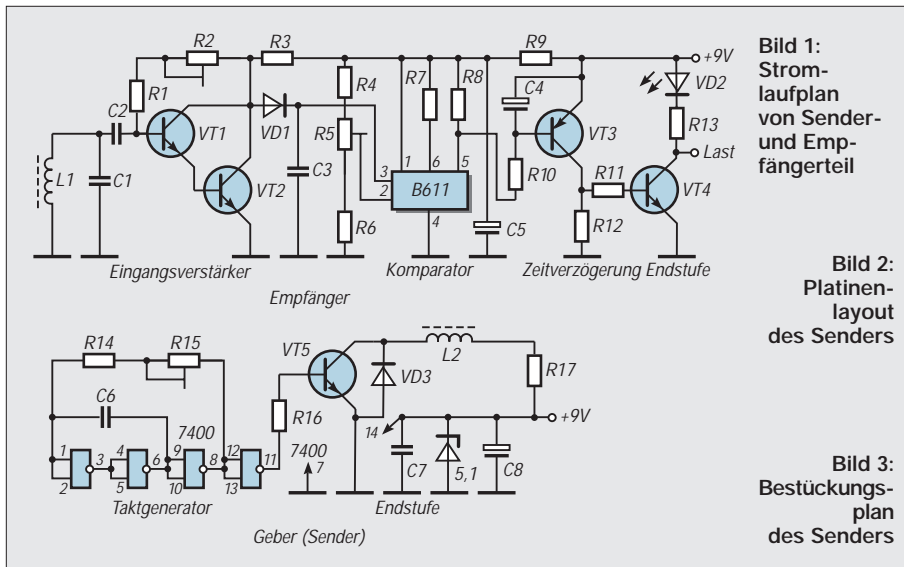 R2
R3
R9
+9V
R1
C2
VT1
VD1
R4
R5
R7
R8
C4
VT3
VD2
R13
Last
L1
C1
VT2
C3
3
2
1
6
5
B611
4
R10
R11
VT4
R6
C5
R12
Eingangsverstärker
Komparator
Zeitverzögerung Endstufe
Empfänger
R14
R15
VT5
L2
VD3
R17
C6
7400
R16
+9V
1
2
3
4
5
6
9
10
8
12
13
11
7400
7
14
C7
5,1
C8
Taktgenerator
Endstufe
Geber (Sender)
Bild 1:
Strom-
laufplan
von Sender-
und Emp-
fängerteil
Bild 2:
Platinen-
layout
des Senders
Bild 3:
Bestückungs-
plan
des Senders